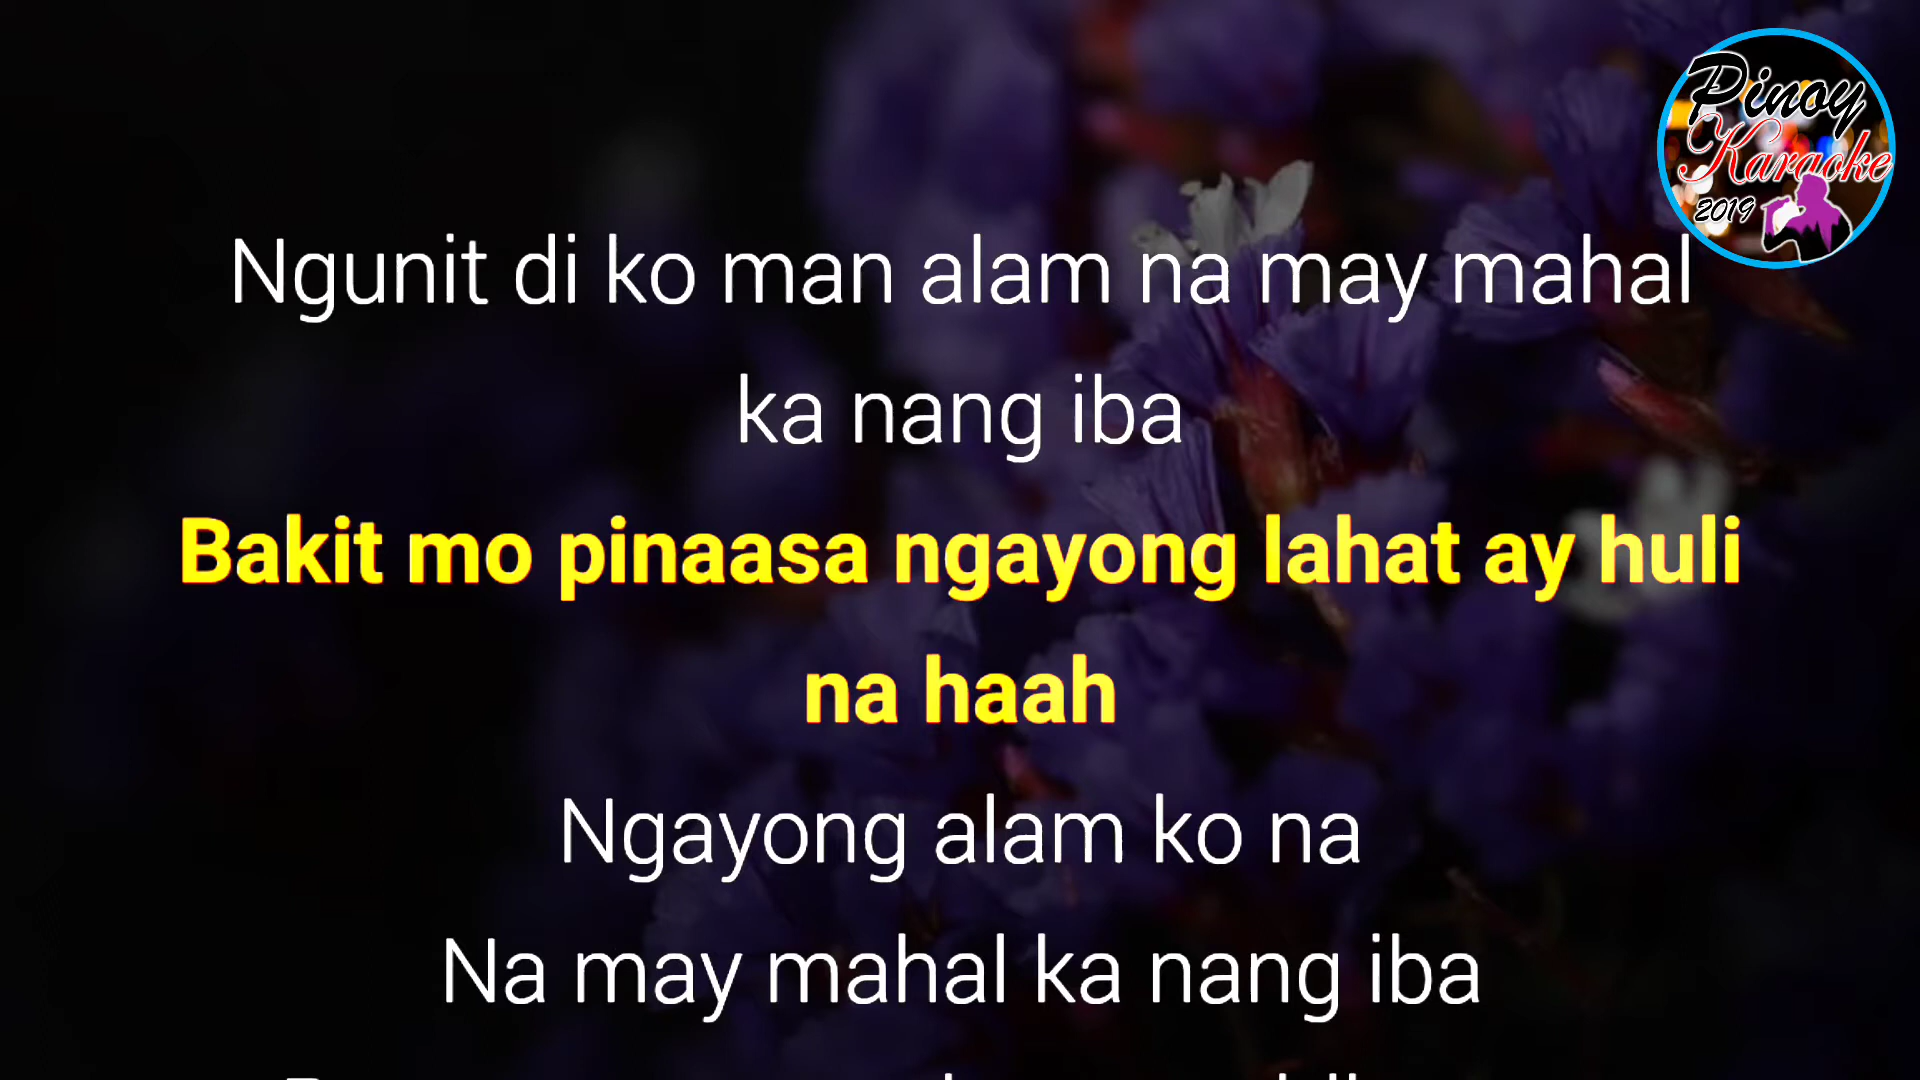 Pinoy
Karaoke
2019
Ngunit di ko man alam na may mahal
ka nang iba
Bakit mo pinaasa ngayong lahat ay huli
na haah
Ngayong alam ko na
Na may mahal ka nang iba